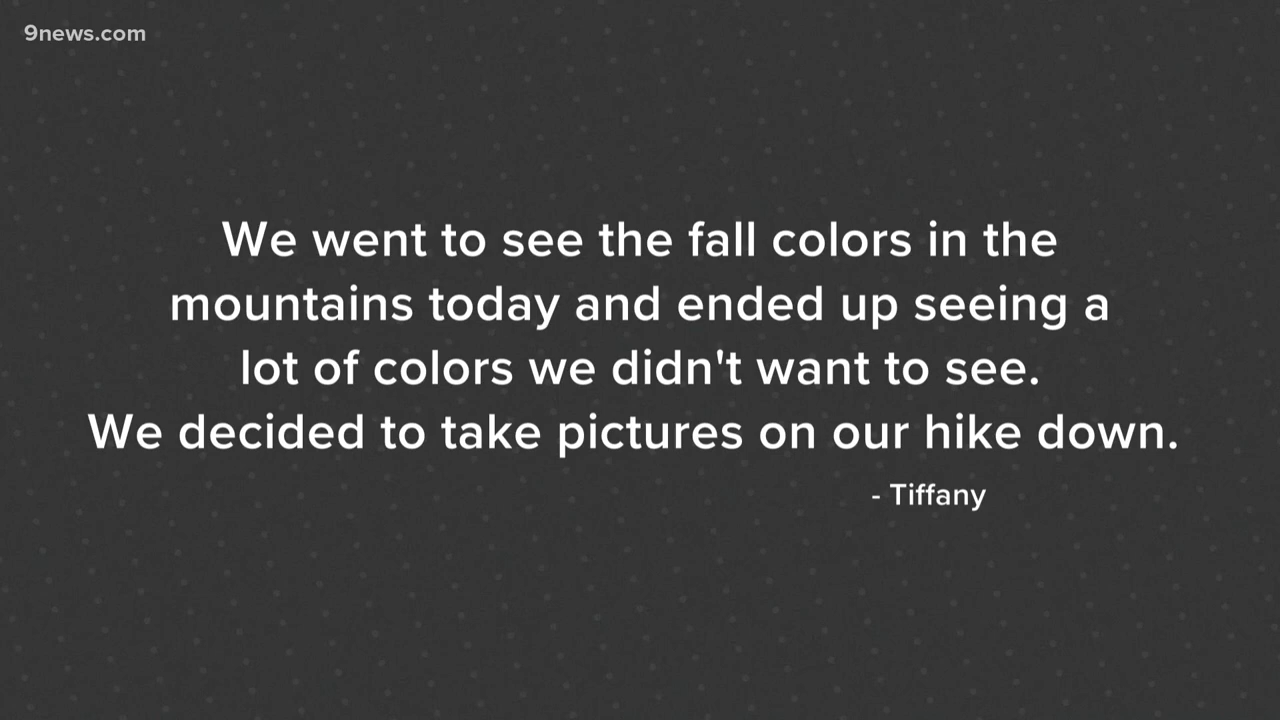 9news.com
We went to see the fall colors in the
mountains today and ended up seeing a
lot of colors we didn't want to see.
We decided to take pictures on our hike down.
- Tiffany